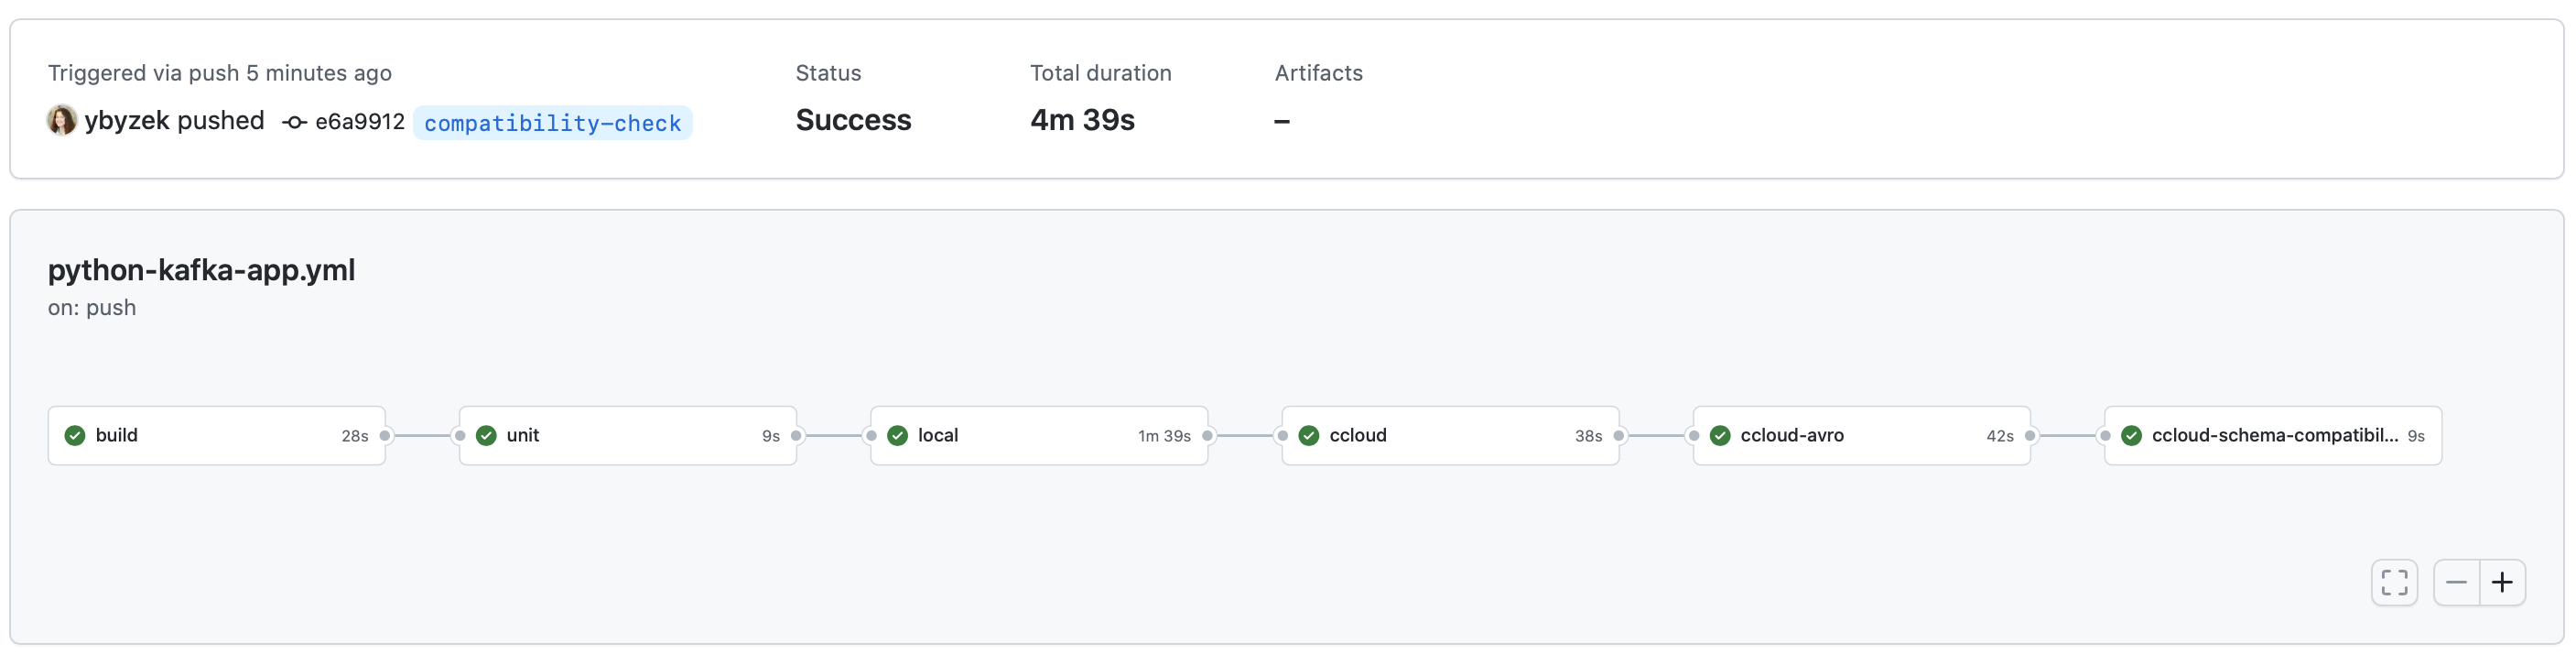 Triggered via push 5 minutes ago
ybyzek pushed e6a9912 compatibility-check
Status
Success
Total duration
4m 39s
Artifacts
–
python-kafka-app.yml
on: push
build 28s
unit 9s
local 1m 39s
ccloud 38s
ccloud-avro 42s
ccloud-schema-compatibil... 9s